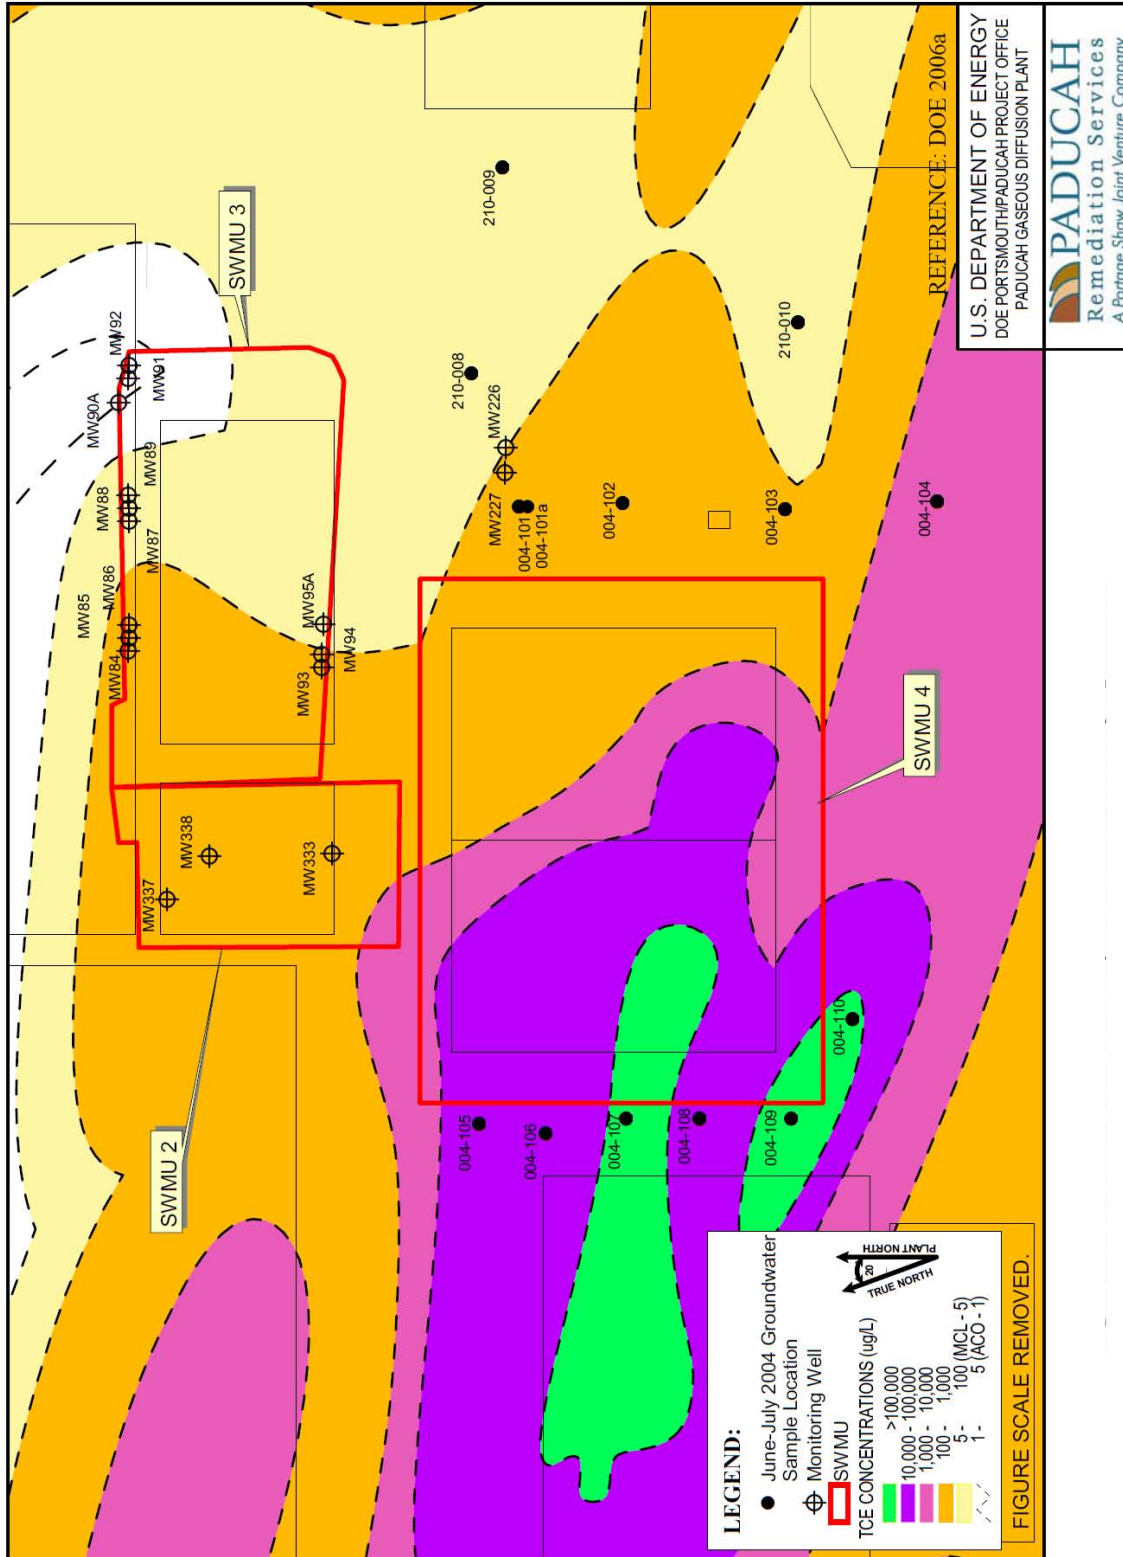 SWMU 2
SWMU 3
SWMU 4
MW84
MW85
MW86
MW87
MW88
MW89
MW90A
MW91
MW92
MW93
MW94
MW95A
MW337
MW338
MW333
MW226
MW227
210-008
210-009
210-010
004-101
004-101a
004-102
004-103
004-104
004-105
004-106
004-107
004-108
004-109
004-110
LEGEND:
June-July 2004 Groundwater
Sample Location
Monitoring Well
SWMU
TCE CONCENTRATIONS (ug/L)
>100,000
10,000 - 100,000
1,000 - 10,000
100 - 1,000
5 - 100 (MCL - 5)
1 - 5 (ACO - 1)
TRUE NORTH
20
PLANT NORTH
FIGURE SCALE REMOVED.
REFERENCE: DOE 2006a
U.S. DEPARTMENT OF ENERGY
DOE PORTSMOUTH/PADUCAH PROJECT OFFICE
PADUCAH GASEOUS DIFFUSION PLANT
PADUCAH
Remediation Services
A Portage Shaw Joint Venture Company